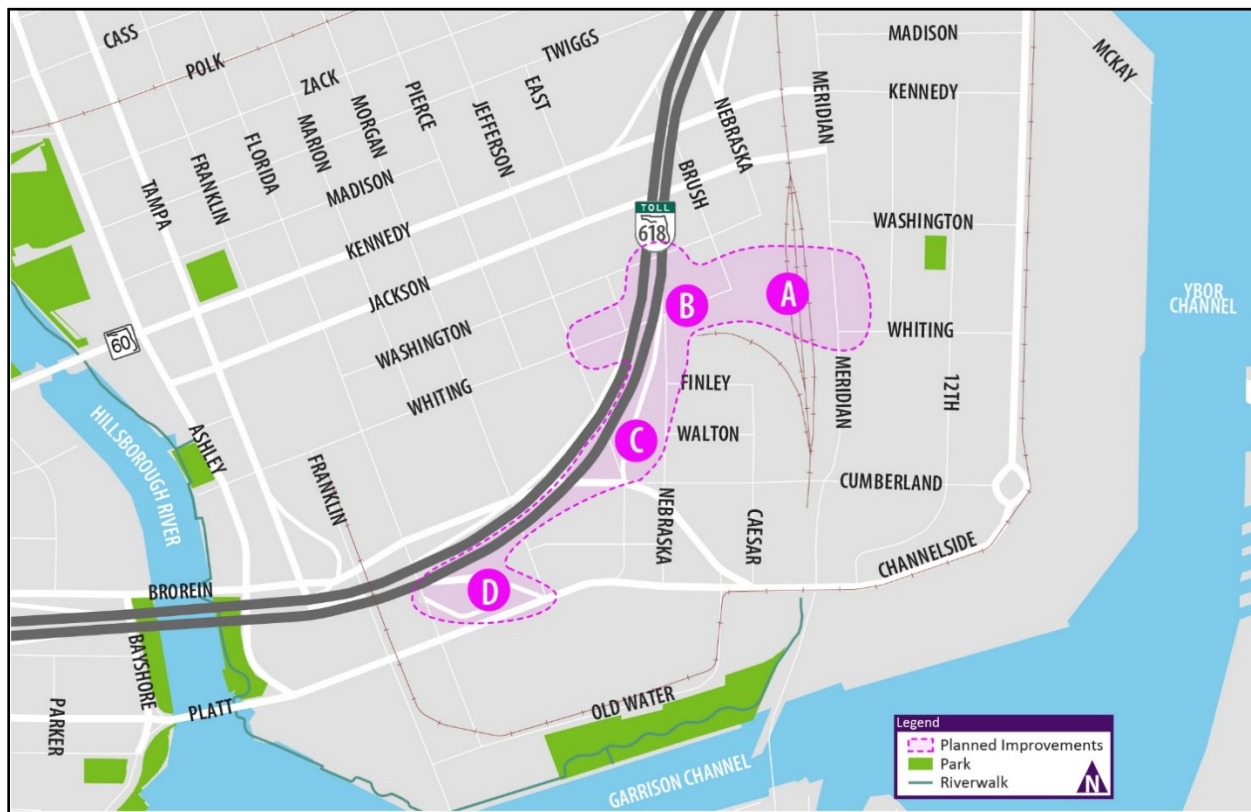 CASS
POLK
ZACK
TWIGGS
MADISON
MCKAY
KENNEDY
TAMPA
FRANKLIN
FLORIDA
MARION
MORGAN
PIERCE
JEFFERSON
EAST
NEBRASKA
MERIDIAN
BRUSH
MADISON
KENNEDY
JACKSON
WASHINGTON
WHITING
TOLL
618
WASHINGTON
A
B
YBOR
CHANNEL
WHITING
60
MERIDIAN
12TH
FINLEY
WALTON
C
HILLSBOROUGH RIVER
ASHLEY
FRANKLIN
CUMBERLAND
NEBRASKA
CAESAR
CHANNELSIDE
BROREIN
D
BAYSHORE
PLATT
PARKER
OLD WATER
GARRISON CHANNEL
Legend
Planned Improvements
Park
Riverwalk
N